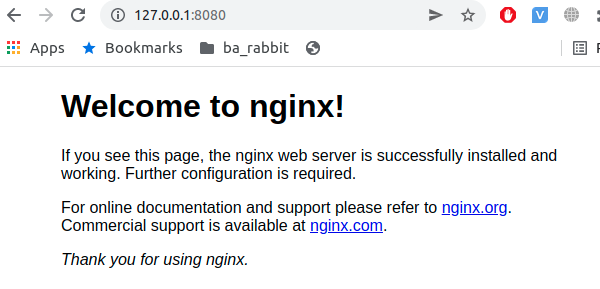 127.0.0.1:8080
Apps Bookmarks ba_rabbit
Welcome to nginx!
If you see this page, the nginx web server is successfully installed and
working. Further configuration is required.
For online documentation and support please refer to nginx.org.
Commercial support is available at nginx.com.
Thank you for using nginx.